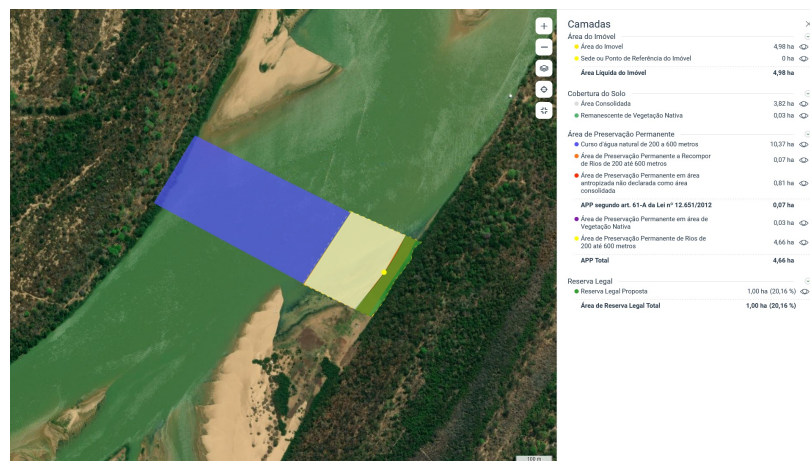 Camadas
Área do Imóvel
Área do Imovel 4,98 ha
Sede ou Ponto de Referência do Imóvel 0 ha
Área Líquida do Imóvel 4,98 ha
Cobertura do Solo
Área Consolidada 3,82 ha
Remanescente de Vegetação Nativa 0,03 ha
Área de Preservação Permanente
Curso d'água natural de 200 a 600 metros 10,37 ha
Área de Preservação Permanente a Recompor
de Rios de 200 até 600 metros 0,07 ha
Área de Preservação Permanente em área
antropizada não declarada como área
consolidada 0,81 ha
APP segundo art. 61-A da Lei nº 12.651/2012 0,07 ha
Área de Preservação Permanente em área de
Vegetação Nativa 0,03 ha
Área de Preservação Permanente de Rios de
200 até 600 metros 4,66 ha
APP Total 4,66 ha
Reserva Legal
Reserva Legal Proposta 1,00 ha (20,16 %)
Área de Reserva Legal Total 1,00 ha (20,16 %)
100 m